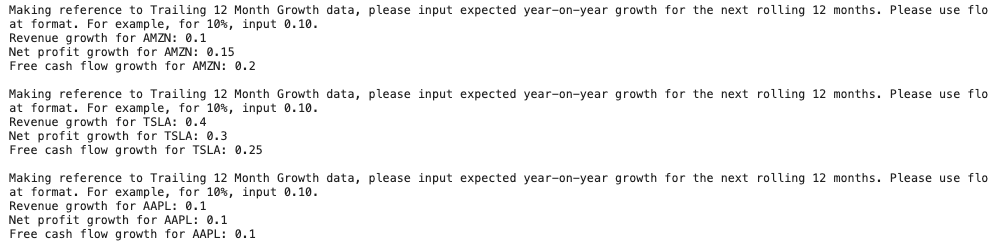 Making reference to Trailing 12 Month Growth data, please input expected year-on-year growth for the next rolling 12 months. Please use flo
at format. For example, for 10%, input 0.10.
Revenue growth for AMZN: 0.1
Net profit growth for AMZN: 0.15
Free cash flow growth for AMZN: 0.2
Making reference to Trailing 12 Month Growth data, please input expected year-on-year growth for the next rolling 12 months. Please use flo
at format. For example, for 10%, input 0.10.
Revenue growth for TSLA: 0.4
Net profit growth for TSLA: 0.3
Free cash flow growth for TSLA: 0.25
Making reference to Trailing 12 Month Growth data, please input expected year-on-year growth for the next rolling 12 months. Please use flo
at format. For example, for 10%, input 0.10.
Revenue growth for AAPL: 0.1
Net profit growth for AAPL: 0.1
Free cash flow growth for AAPL: 0.1